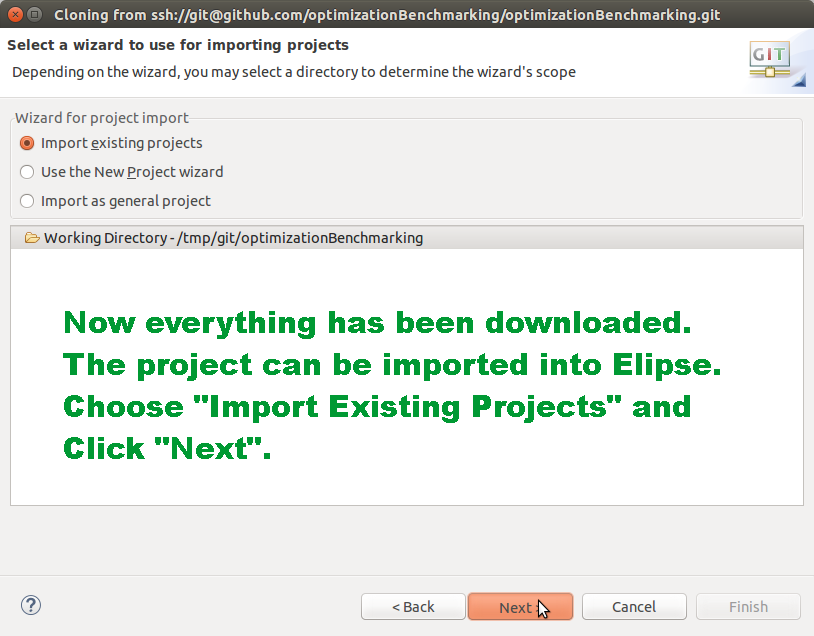 Cloning from ssh://git@github.com/optimizationBenchmarking/optimizationBenchmarking.git
Select a wizard to use for importing projects
Depending on the wizard, you may select a directory to determine the wizard's scope
GIT
Wizard for project import
Import existing projects
Use the New Project wizard
Import as general project
Working Directory - /tmp/git/optimizationBenchmarking
Now everything has been downloaded.
The project can be imported into Elipse.
Choose "Import Existing Projects" and
Click "Next".
?
< Back
Next >
Cancel
Finish